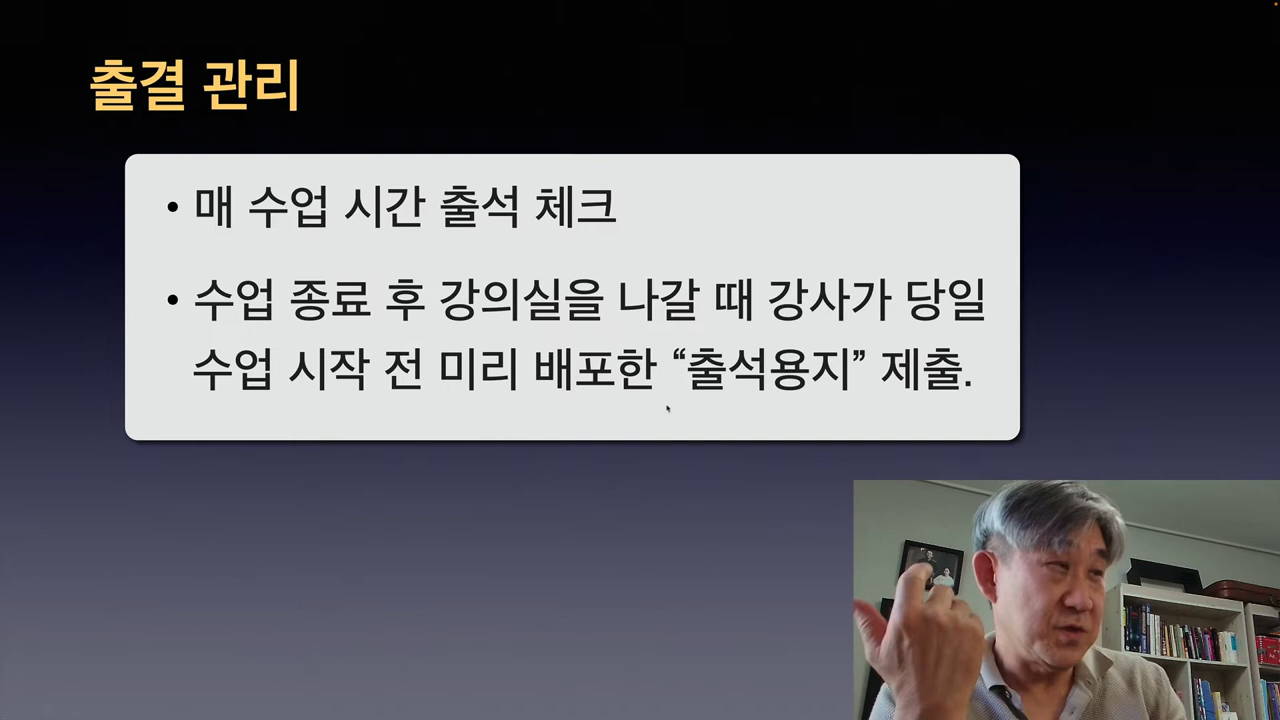 출결 관리
• 매 수업 시간 출석 체크
• 수업 종료 후 강의실을 나갈 때 강사가 당일
수업 시작 전 미리 배포한 “출석용지” 제출.